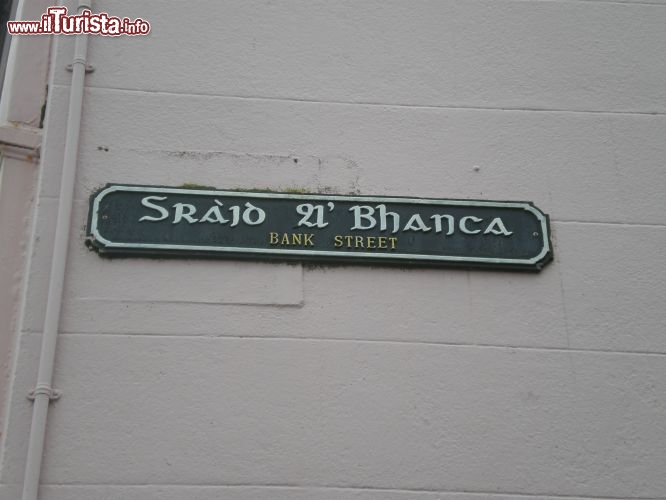 www.ilTurista.info
Sràid A' Bhanca
BANK STREET